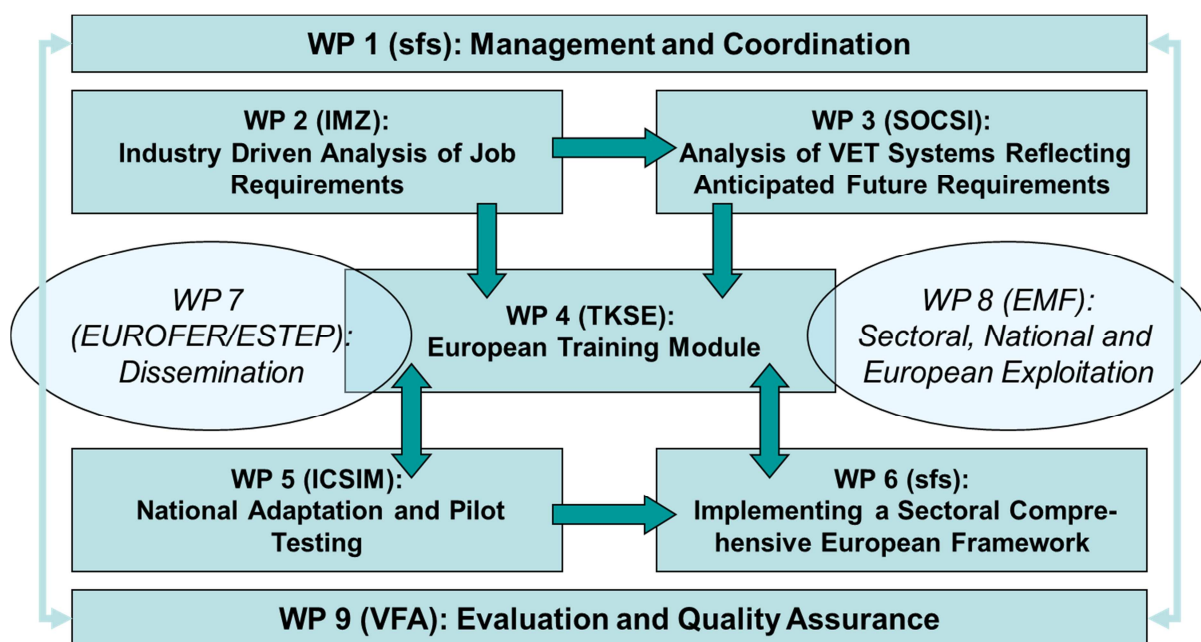 WP 1 (sfs): Management and Coordination
WP 2 (IMZ):
Industry Driven Analysis of Job
Requirements
WP 3 (SOCSI):
Analysis of VET Systems Reflecting
Anticipated Future Requirements
WP 7
(EUROFER/ESTEP):
Dissemination
WP 4 (TKSE):
European Training Module
WP 8 (EMF):
Sectoral, National and
European Exploitation
WP 5 (ICSIM):
National Adaptation and Pilot
Testing
WP 6 (sfs):
Implementing a Sectoral Compre-
hensive European Framework
WP 9 (VFA): Evaluation and Quality Assurance